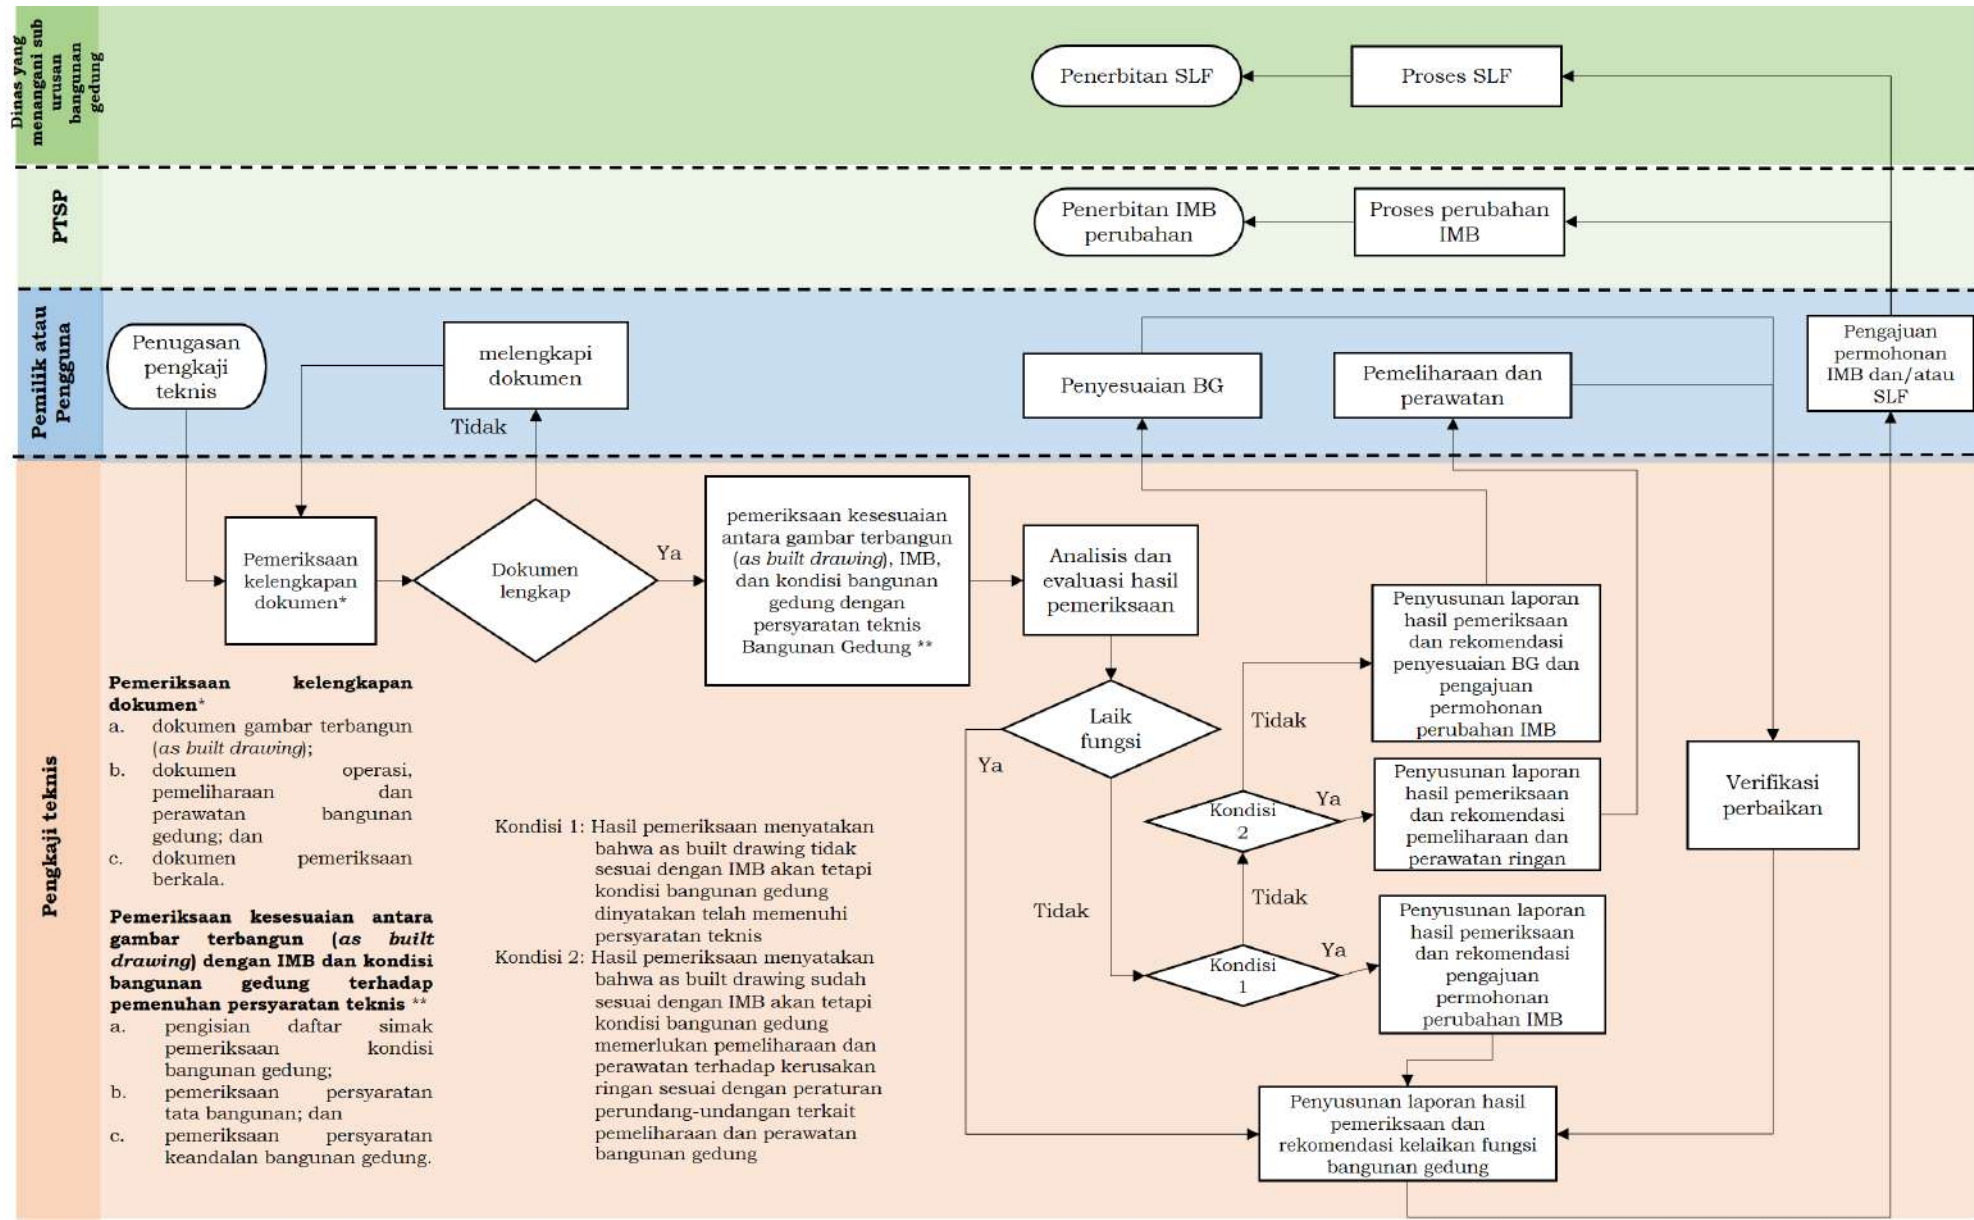 Dinas yang
menangani sub
urusan
bangunan
gedung
Penerbitan SLF
Proses SLF
PTSP
Penerbitan IMB
perubahan
Proses perubahan
IMB
Pemilik atau
Pengguna
Penugasan
pengkaji
teknis
melengkapi
dokumen
Tidak
Penyesuaian BG
Pemeliharaan dan
perawatan
Pengajuan
permohonan
IMB dan/atau
SLF
Pengkaji teknis
Pemeriksaan
kelengkapan
dokumen*
Dokumen
lengkap
Ya
pemeriksaan kesesuaian
antara gambar terbangun
(as built drawing), IMB,
dan kondisi bangunan
gedung dengan
persyaratan teknis
Bangunan Gedung **
Analisis dan
evaluasi hasil
pemeriksaan
Laik
fungsi
Ya
Tidak
Penyusunan laporan
hasil pemeriksaan
dan rekomendasi
penyesuaian BG dan
pengajuan
permohonan
perubahan IMB
Tidak
Kondisi
2
Ya
Penyusunan laporan
hasil pemeriksaan
dan rekomendasi
pemeliharaan dan
perawatan ringan
Verifikasi
perbaikan
Tidak
Kondisi
1
Ya
Penyusunan laporan
hasil pemeriksaan
dan rekomendasi
pengajuan
permohonan
perubahan IMB
Penyusunan laporan hasil
pemeriksaan dan
rekomendasi kelaikan fungsi
bangunan gedung
Pemeriksaan kelengkapan
dokumen*
a. dokumen gambar terbangun
(as built drawing);
b. dokumen operasi,
pemeliharaan dan
perawatan bangunan
gedung; dan
c. dokumen pemeriksaan
berkala.
Pemeriksaan kesesuaian antara
gambar terbangun (as built
drawing) dengan IMB dan kondisi
bangunan gedung terhadap
pemenuhan persyaratan teknis **
a. pengisian daftar simak
pemeriksaan kondisi
bangunan gedung;
b. pemeriksaan persyaratan
tata bangunan; dan
c. pemeriksaan persyaratan
keandalan bangunan gedung.
Kondisi 1: Hasil pemeriksaan menyatakan
bahwa as built drawing tidak
sesuai dengan IMB akan tetapi
kondisi bangunan gedung
dinyatakan telah memenuhi
persyaratan teknis
Kondisi 2: Hasil pemeriksaan menyatakan
bahwa as built drawing sudah
sesuai dengan IMB akan tetapi
kondisi bangunan gedung
memerlukan pemeliharaan dan
perawatan terhadap kerusakan
ringan sesuai dengan peraturan
perundang-undangan terkait
pemeliharaan dan perawatan
bangunan gedung